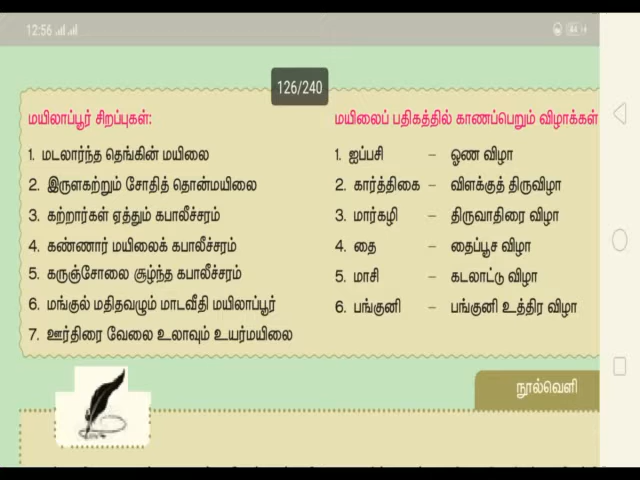 12:56
44
126/240
மயிலாப்பூர் சிறப்புகள்:
1. மடலார்ந்த தெங்கின் மயிலை
2. இருளகற்றும் சோதித் தொன்மயிலை
3. கற்றார்கள் ஏத்தும் கபாலீச்சரம்
4. கண்ணார் மயிலைக் கபாலீச்சரம்
5. கருஞ்சோலை சூழ்ந்த கபாலீச்சரம்
6. மங்குல் மதிதவழும் மாடவீதி மயிலாப்பூர்
7. ஊர்திரை வேலை உலாவும் உயர்மயிலை
மயிலைப் பதிகத்தில் காணப்பெறும் விழாக்கள்
1. ஐப்பசி – ஓண விழா
2. கார்த்திகை – விளக்குத் திருவிழா
3. மார்கழி – திருவாதிரை விழா
4. தை – தைப்பூச விழா
5. மாசி – கடலாட்டு விழா
6. பங்குனி – பங்குனி உத்திர விழா
நூல்வெளி